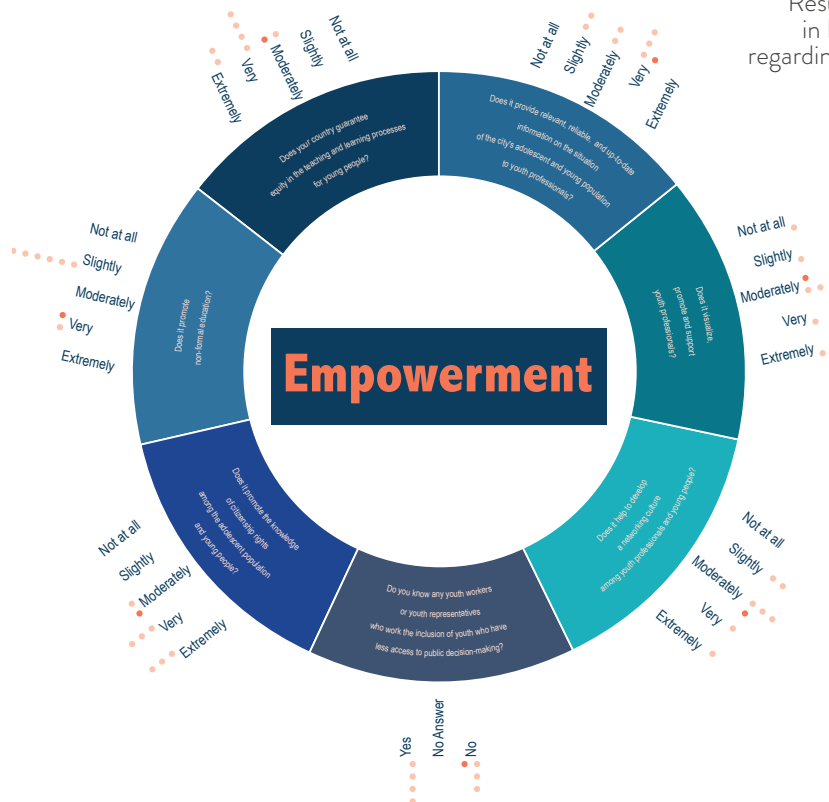 Resu
in
regardin
Not at all
Slightly
Moderately
Very
Extremely
Does your country guarantee
equity in the teaching and learning processes
for young people?
Not at all
Slightly
Moderately
Very
Extremely
Does it provide relevant, reliable, and up-to-date
information on the situation
of the city's adolescent and young population
to youth professionals?
Not at all
Slightly
Moderately
Very
Extremely
Does it visualize,
promote and support
youth professionals?
Not at all
Slightly
Moderately
Very
Extremely
Does it help to develop
a networking culture
among youth professionals and young people?
Yes
No Answer
No
Do you know any youth workers
or youth representatives
who work the inclusion of youth who have
less access to public decision-making?
Not at all
Slightly
Moderately
Very
Extremely
Does it promote the knowledge
of citizenship rights
among the adolescent population
and young people?
Not at all
Slightly
Moderately
Very
Extremely
Does it promote
non-formal education?
Empowerment